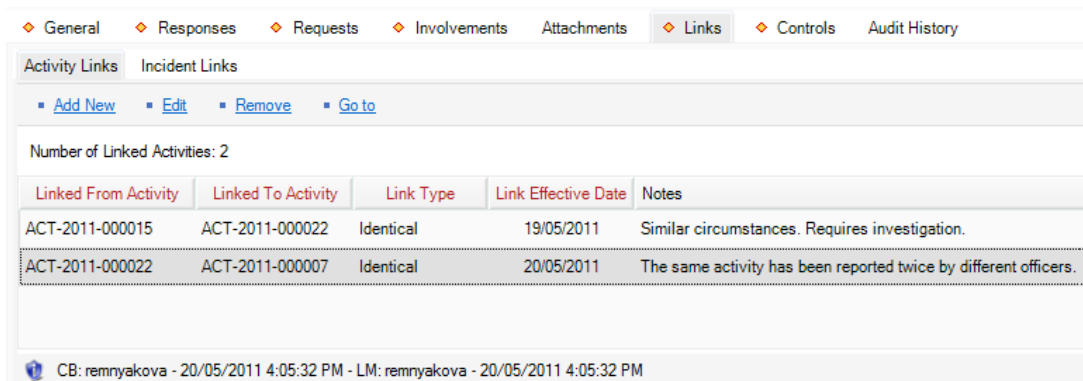 General Responses Requests Involvements Attachments Links Controls Audit History
Activity Links Incident Links
Add New Edit Remove Go to
Number of Linked Activities: 2
Linked From Activity Linked To Activity Link Type Link Effective Date Notes
ACT-2011-000015 ACT-2011-000022 Identical 19/05/2011 Similar circumstances. Requires investigation.
ACT-2011-000022 ACT-2011-000007 Identical 20/05/2011 The same activity has been reported twice by different officers.
CB: remnyakova - 20/05/2011 4:05:32 PM - LM: remnyakova - 20/05/2011 4:05:32 PM